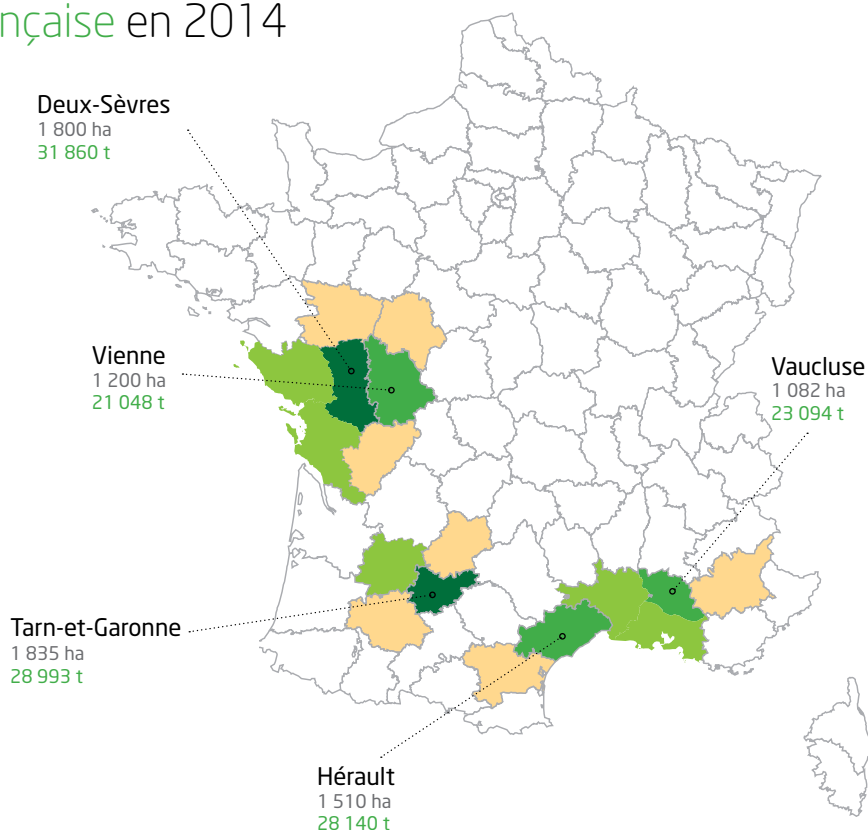 nçaise en 2014
Deux-Sèvres
1 800 ha
31 860 t
Vienne
1 200 ha
21 048 t
Vaucluse
1 082 ha
23 094 t
Tarn-et-Garonne
1 835 ha
28 993 t
Hérault
1 510 ha
28 140 t